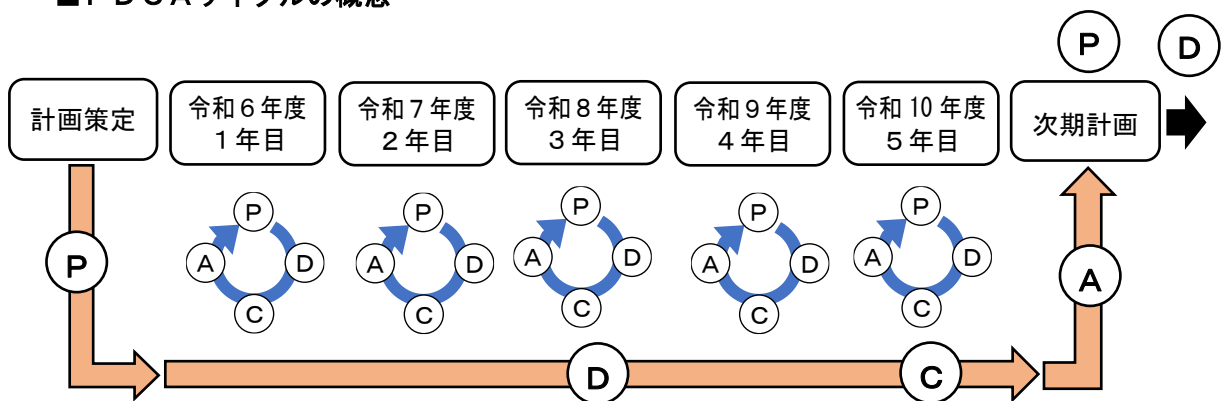 ■PDCAサイクルの概念
P D
計画策定
令和6年度
1年目
令和7年度
2年目
令和8年度
3年目
令和9年度
4年目
令和10年度
5年目
次期計画
P
P
A D
C
P
A D
C
P
A D
C
P
A D
C
P
A D
C
A
D
C